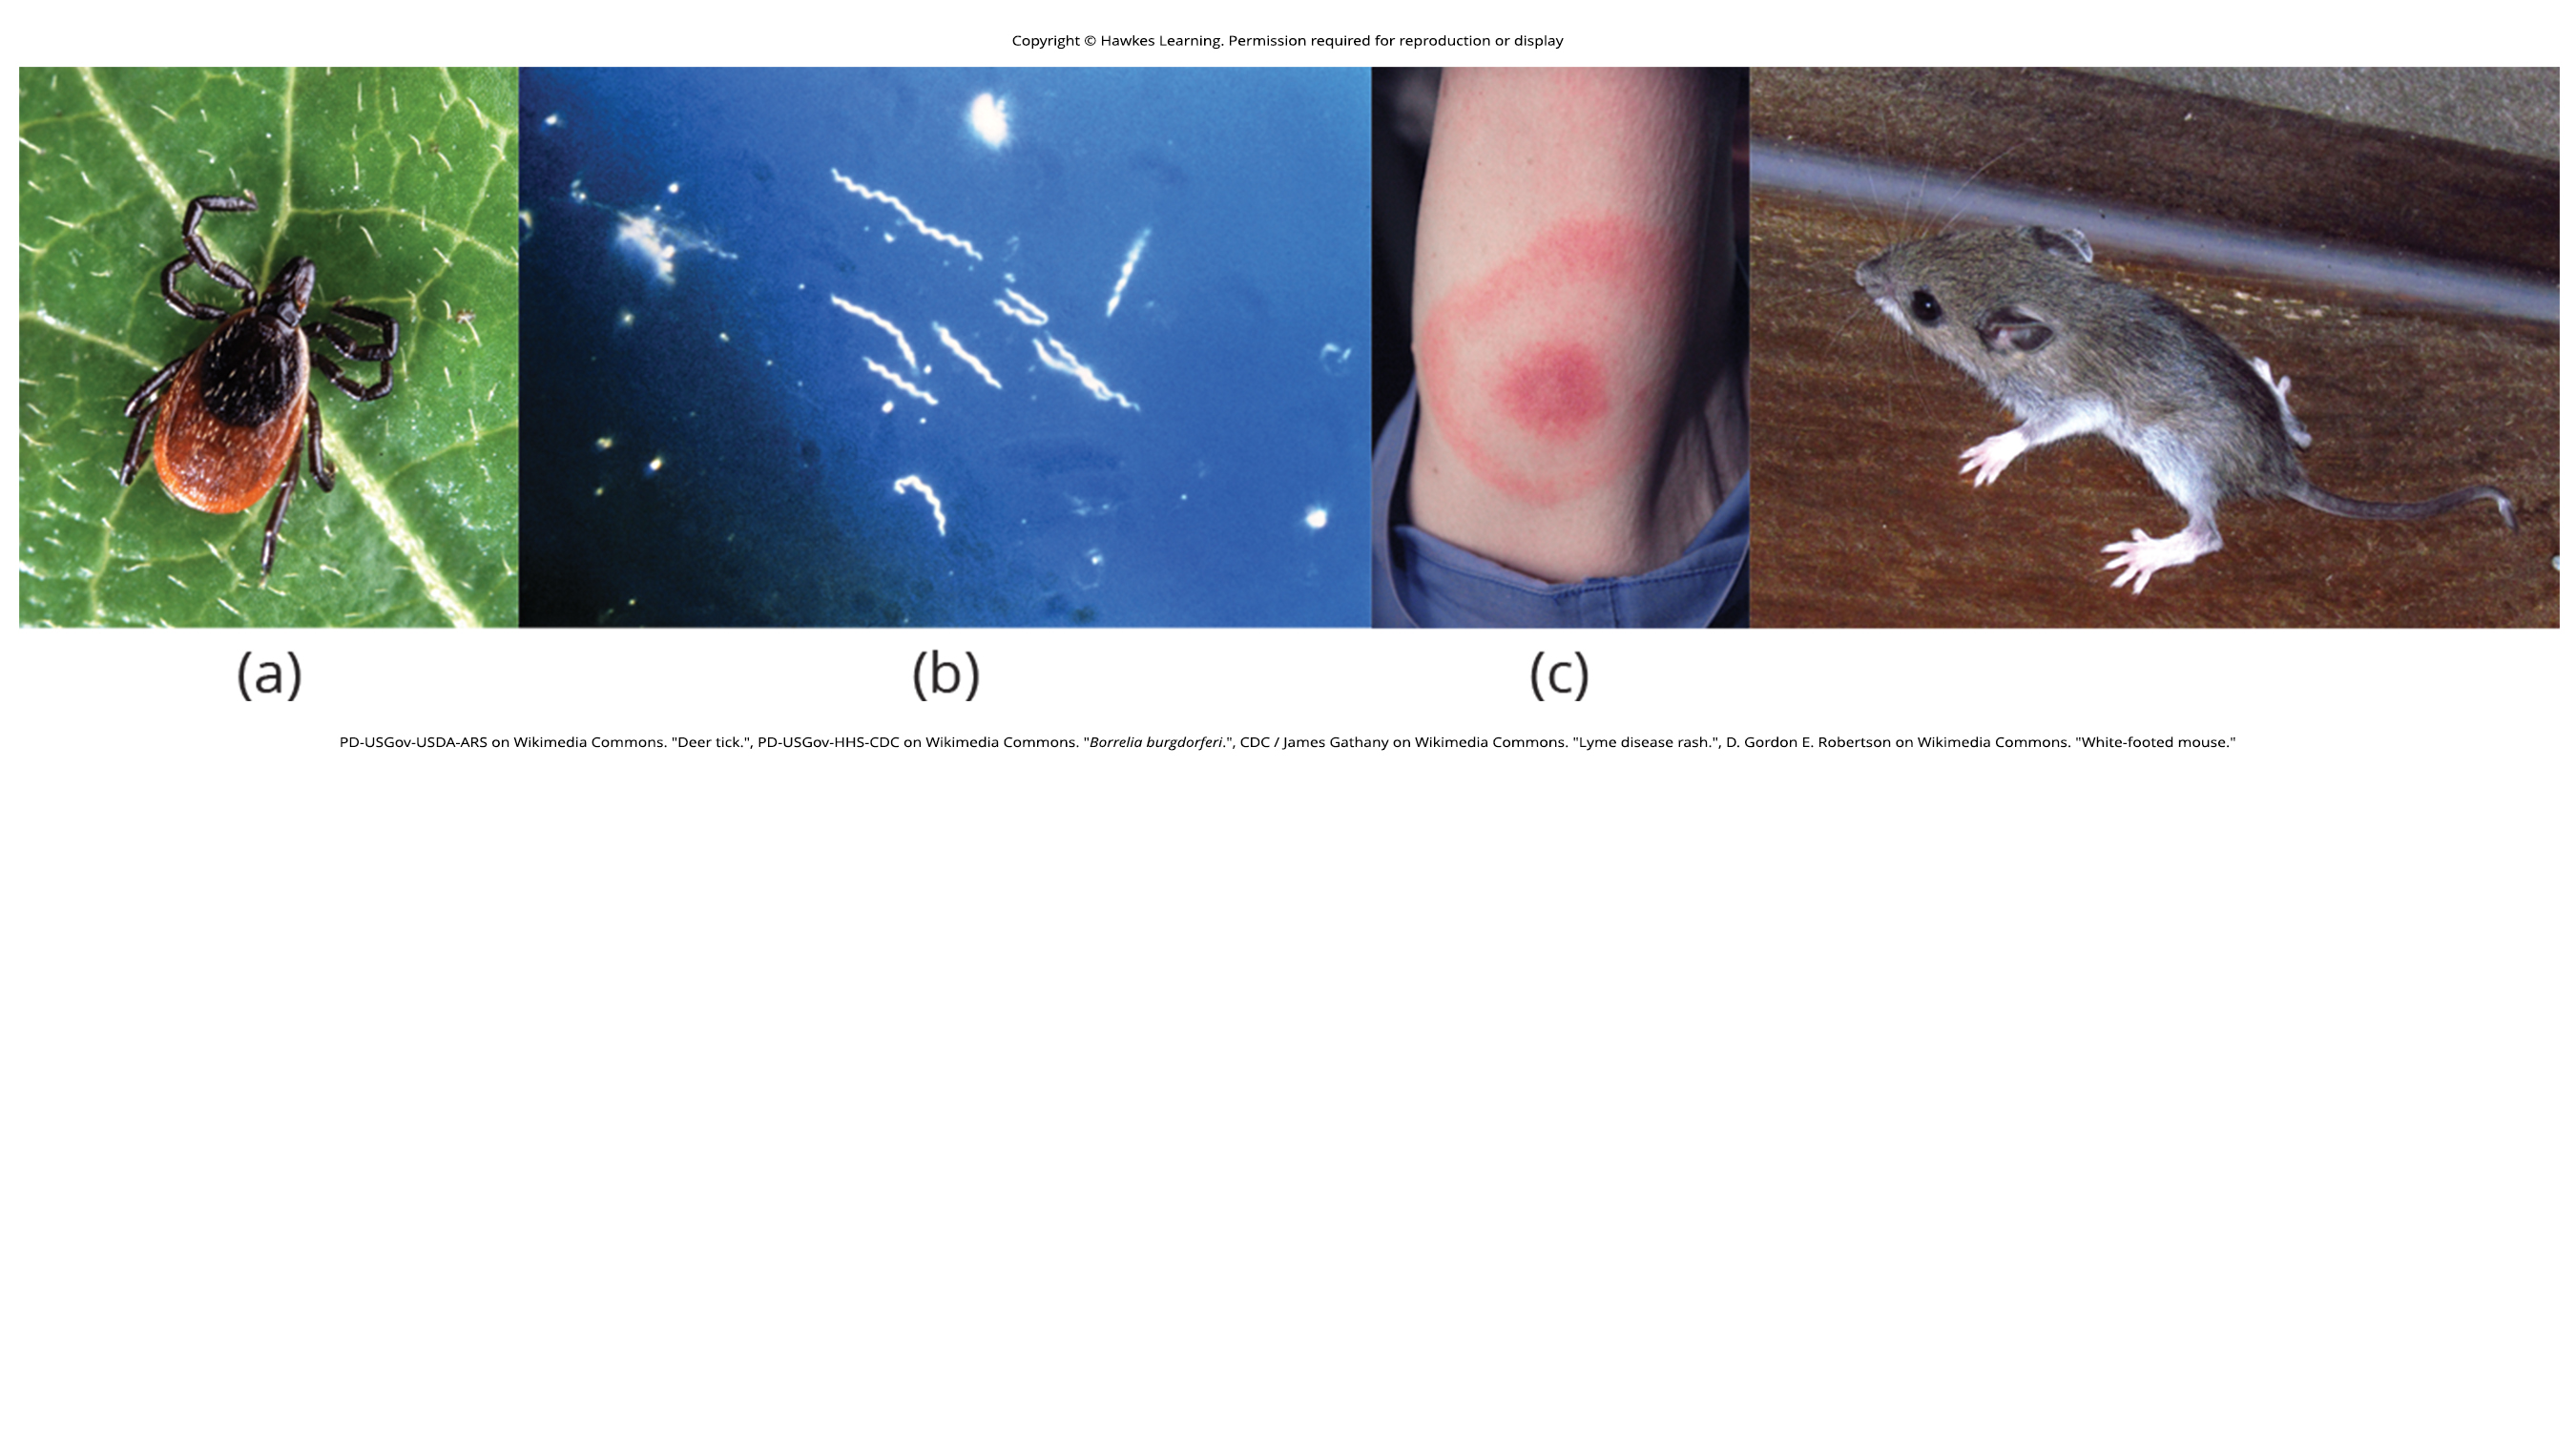 Copyright © Hawkes Learning. Permission required for reproduction or display
(a)
(b)
(c)
PD-USGov-USDA-ARS on Wikimedia Commons. "Deer tick.", PD-USGov-HHS-CDC on Wikimedia Commons. "Borrelia burgdorferi.", CDC / James Gathany on Wikimedia Commons. "Lyme disease rash.", D. Gordon E. Robertson on Wikimedia Commons. "White-footed mouse."